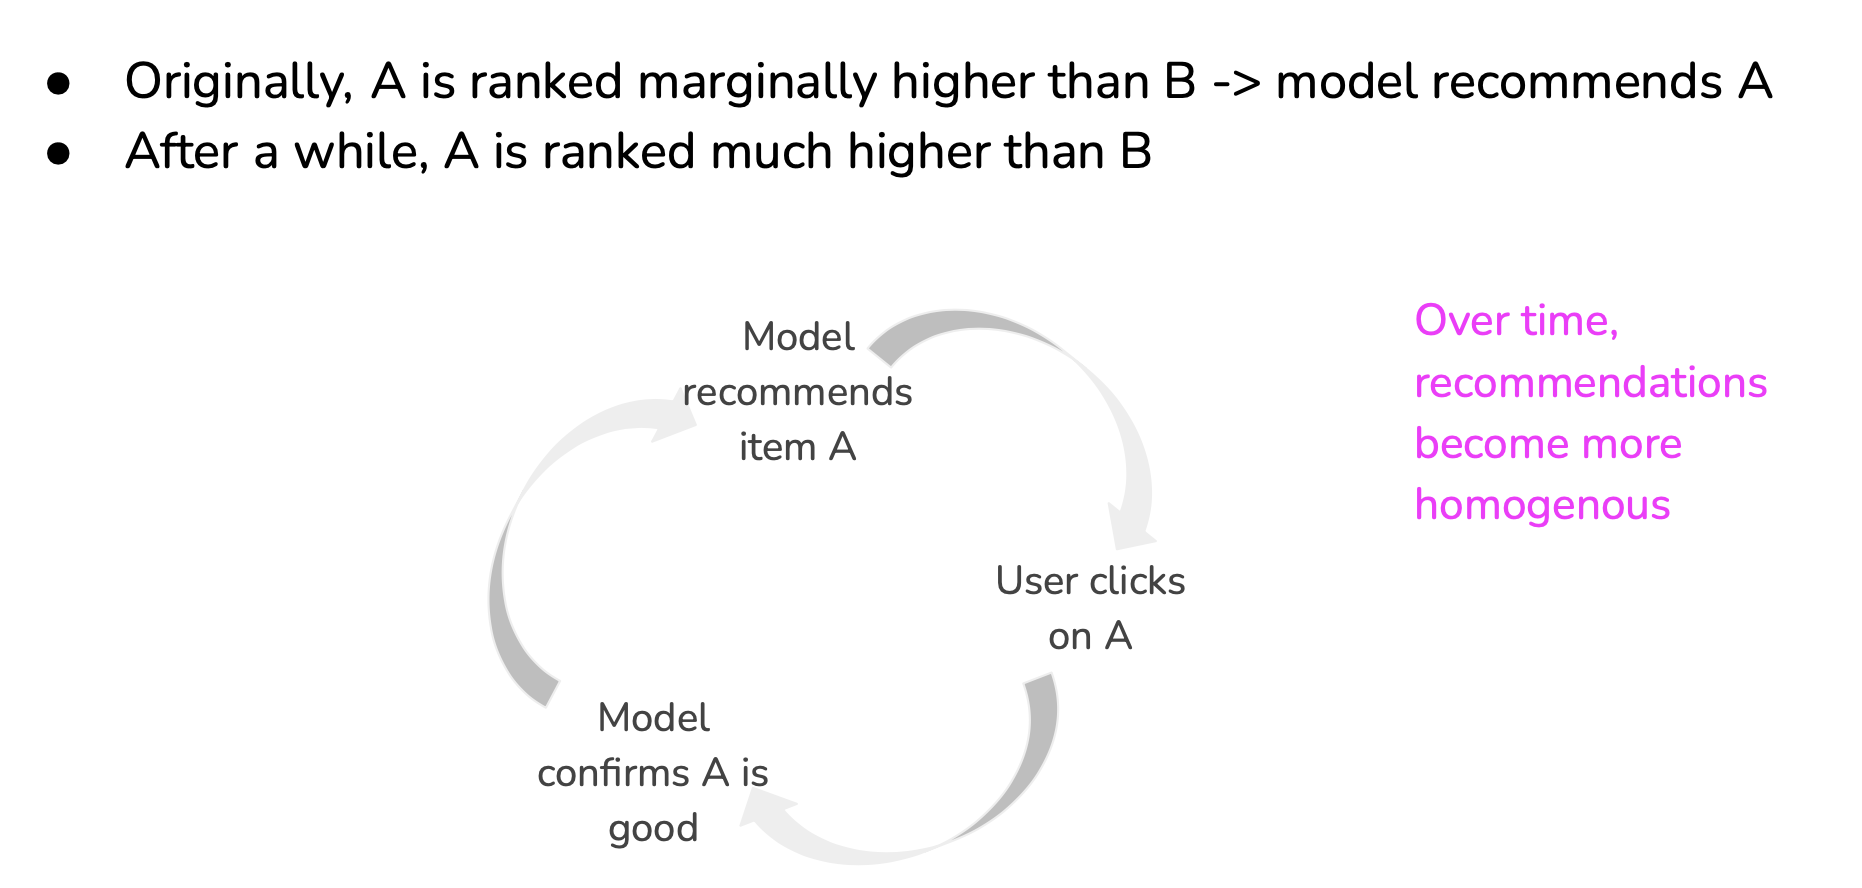 ● Originally, A is ranked marginally higher than B -> model recommends A
● After a while, A is ranked much higher than B
Model
recommends
item A
Over time,
recommendations
become more
homogenous
User clicks
on A
Model
confirms A is
good